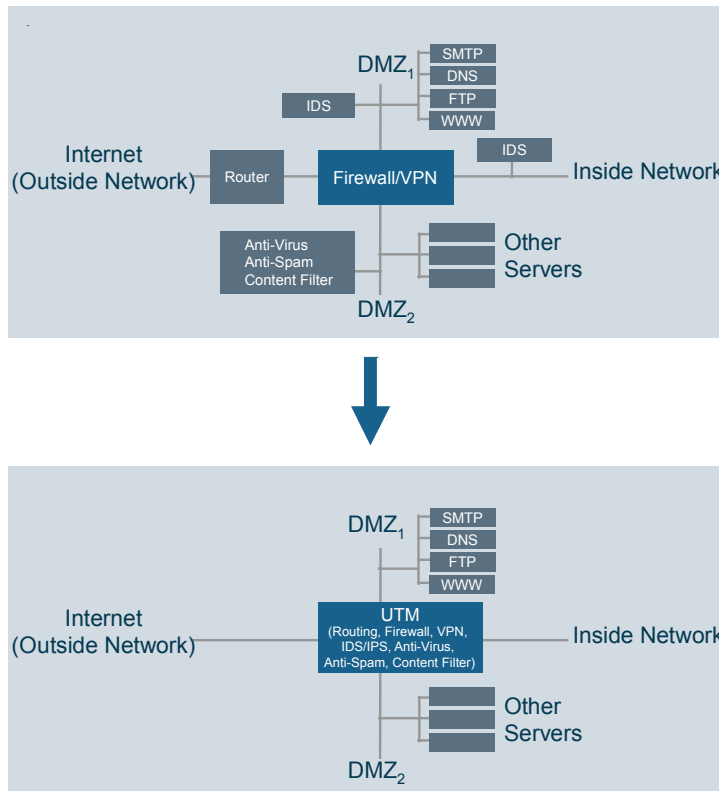 DMZ1
SMTP
DNS
FTP
WWW
IDS
IDS
Internet
(Outside Network)
Router
Firewall/VPN
Inside Network
Anti-Virus
Anti-Spam
Content Filter
Other
Servers
DMZ2
DMZ1
SMTP
DNS
FTP
WWW
Internet
(Outside Network)
UTM
(Routing, Firewall, VPN,
IDS/IPS, Anti-Virus,
Anti-Spam, Content Filter)
Inside Network
Other
Servers
DMZ2